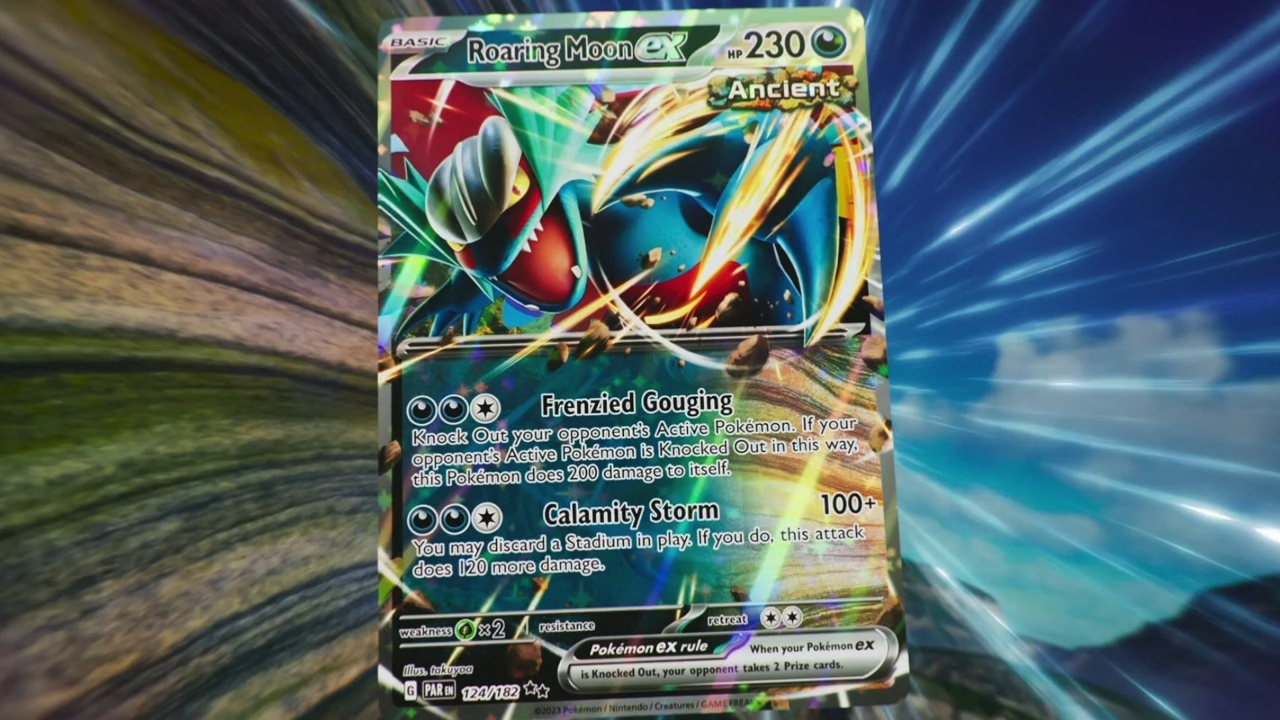 BASIC Roaring Moon ex HP 230
Ancient
Frenzied Gouging
Knock Out your opponent's Active Pokémon. If your
opponent's Active Pokémon is Knocked Out in this way,
this Pokémon does 200 damage to itself.
Calamity Storm 100+
You may discard a Stadium in play. If you do, this attack
does 120 more damage.
weakness ×2 resistance retreat
Pokémon ex rule When your Pokémon ex
is Knocked Out, your opponent takes 2 Prize cards.
Illus. takuyoa
G PAR EN 124/182
©2023 Pokémon / Nintendo / Creatures / GAME FREAK